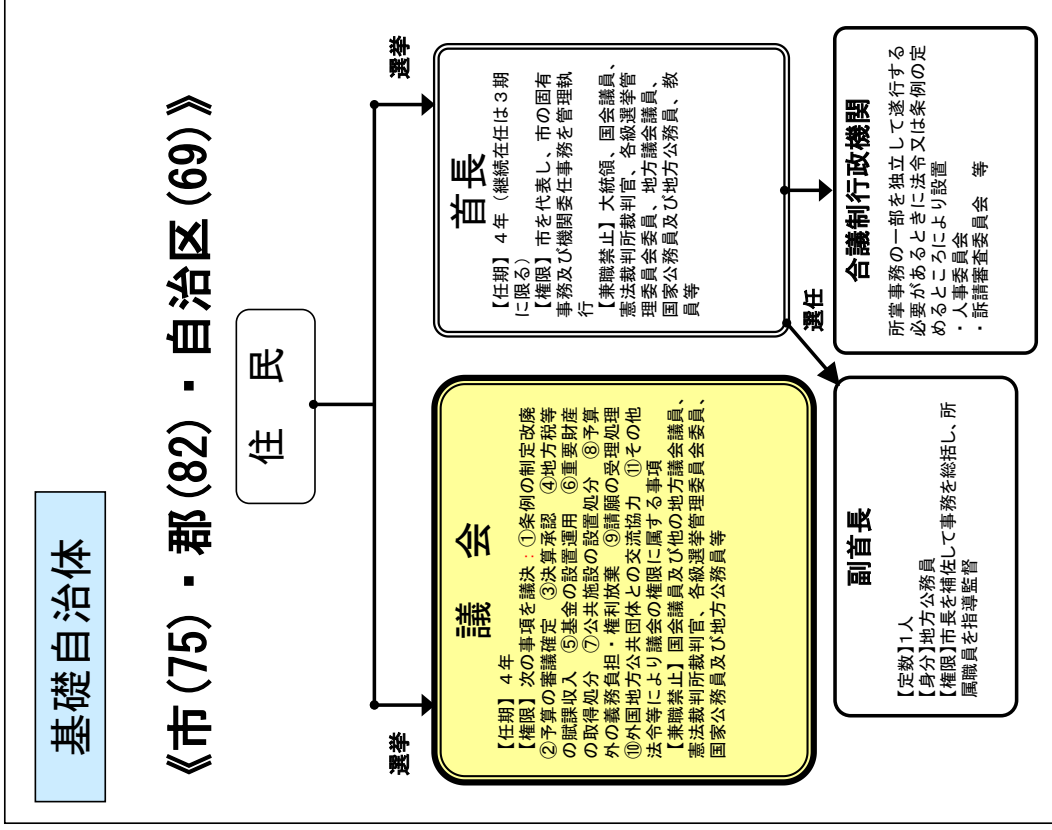 基礎自治体
《市(75)・郡(82)・自治区(69)》
住民
選挙
選挙
議会
【任期】 4年
【権限】 次の事項を議決：①条例の制定改廃
②予算の審議確定 ③決算承認 ④地方税等
の賦課収入 ⑤基金の設置運用 ⑥重要財産
の取得処分 ⑦公共施設の設置処分 ⑧予算
外の義務負担・権利放棄 ⑨請願の受理処理
⑩外国地方公共団体との交流協力 ⑪その他
法令等により議会の権限に属する事項
【兼職禁止】国会議員及び他の地方議会議員、
憲法裁判所裁判官、各級選挙管理委員会委員、
国家公務員及び地方公務員等
首長
【任期】 4年（継続在任は3期
に限る）
【権限】 市を代表し、市の固有
事務及び機関委任事務を管理執
行
【兼職禁止】大統領、国会議員、
憲法裁判所裁判官、各級選挙管
理委員会委員、地方議会議員、
国家公務員及び地方公務員、教
員等
選任
副首長
【定数】1人
【身分】地方公務員
【権限】市長を補佐して事務を総括し、所
属職員を指導監督
合議制行政機関
所掌事務の一部を独立して遂行する
必要があるときに法令又は条例の定
めるところにより設置
・人事委員会
・訴請審査委員会 等